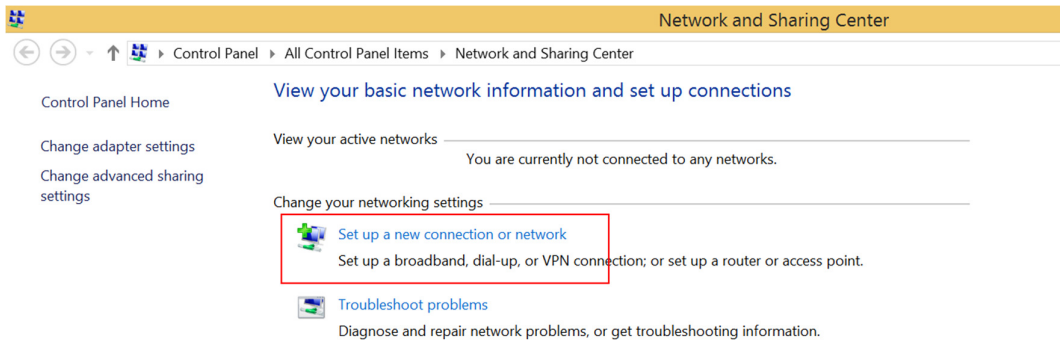 Network and Sharing Center
Control Panel All Control Panel Items Network and Sharing Center
Control Panel Home
Change adapter settings
Change advanced sharing
settings
View your basic network information and set up connections
View your active networks
You are currently not connected to any networks.
Change your networking settings
Set up a new connection or network
Set up a broadband, dial-up, or VPN connection; or set up a router or access point.
Troubleshoot problems
Diagnose and repair network problems, or get troubleshooting information.